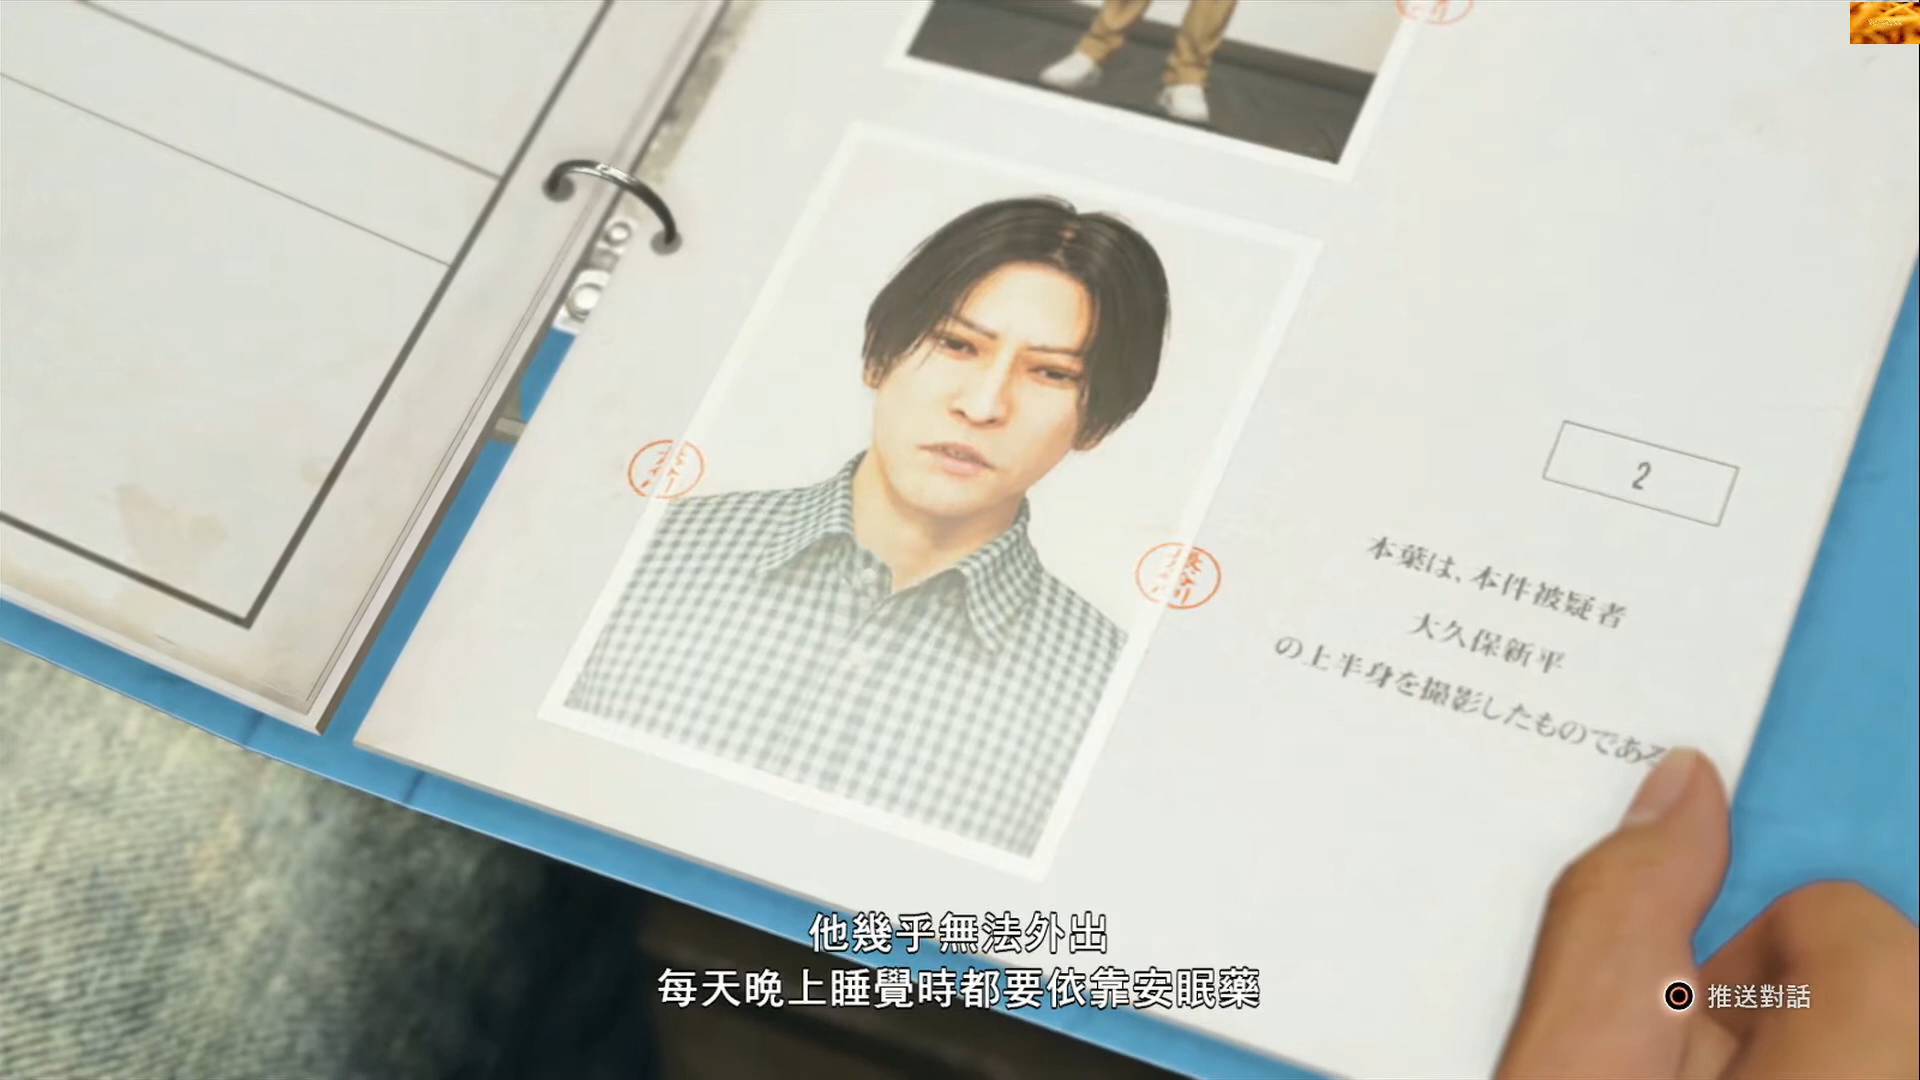 2
本葉は、本件被疑者
大久保新平
の上半身を撮影したものである
他幾乎無法外出
每天晚上睡覺時都要依靠安眠藥
推送對話